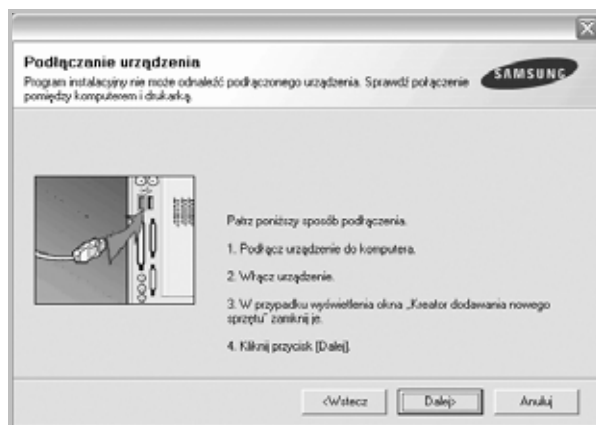 Podłączanie urządzenia
Program instalacyjny nie może odnaleźć podłączonego urządzenia. Sprawdź połączenie
pomiędzy komputerem i drukarką.
SAMSUNG
Patrz poniższy sposób podłączenia.
1. Podłącz urządzenie do komputera.
2. Włącz urządzenie.
3. W przypadku wyświetlenia okna „Kreator dodawania nowego
sprzętu” zamknij je.
4. Kliknij przycisk [Dalej].
<Wstecz
Dalej>
Anuluj